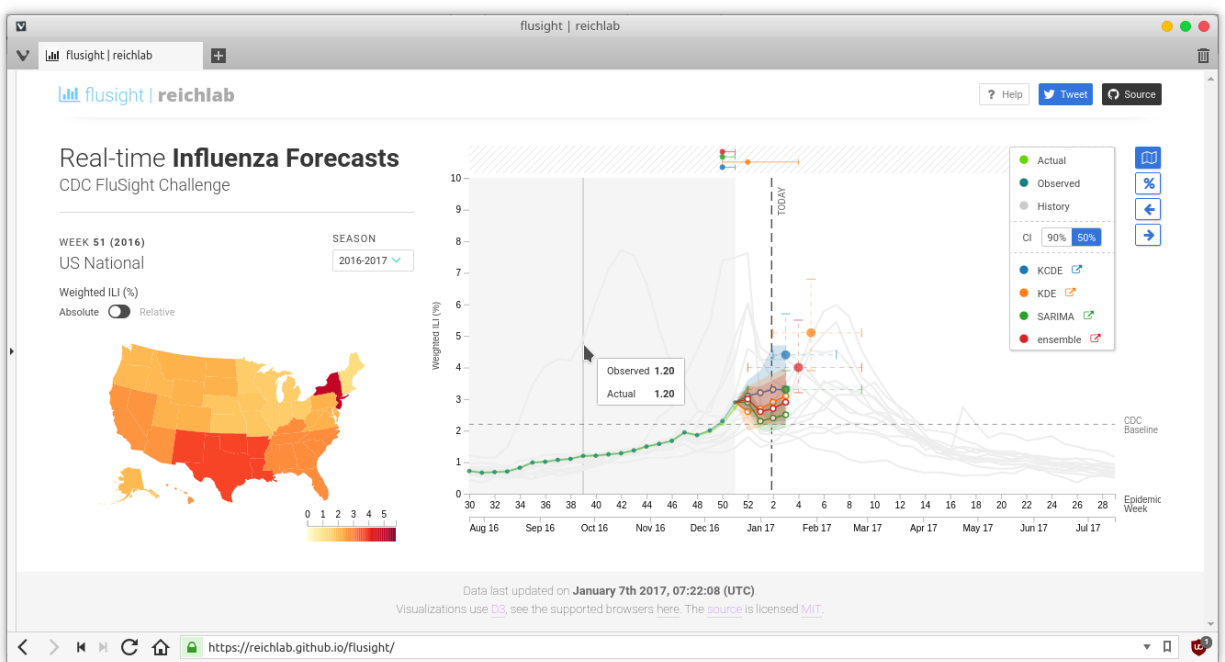 flusight | reichlab
flusight | reichlab
flusight | reichlab
? Help
Tweet
Source
Real-time Influenza Forecasts
CDC FluSight Challenge
WEEK 51 (2016)
US National
SEASON
2016-2017
Weighted ILI (%)
Absolute
Relative
0 1 2 3 4 5
Weighted ILI (%)
10
9
8
7
6
5
4
3
2
1
0
TODAY
Observed 1.20
Actual 1.20
CDC
Baseline
30 32 34 36 38 40 42 44 46 48 50 52 2 4 6 8 10 12 14 16 18 20 22 24 26 28
Epidemic
Week
Aug 16 Sep 16 Oct 16 Nov 16 Dec 16 Jan 17 Feb 17 Mar 17 Apr 17 May 17 Jun 17 Jul 17
Actual
Observed
History
CI 90% 50%
KCDE
KDE
SARIMA
ensemble
%
Data last updated on January 7th 2017, 07:22:08 (UTC)
Visualizations use D3, see the supported browsers here. The source is licensed MIT.
https://reichlab.github.io/flusight/
1